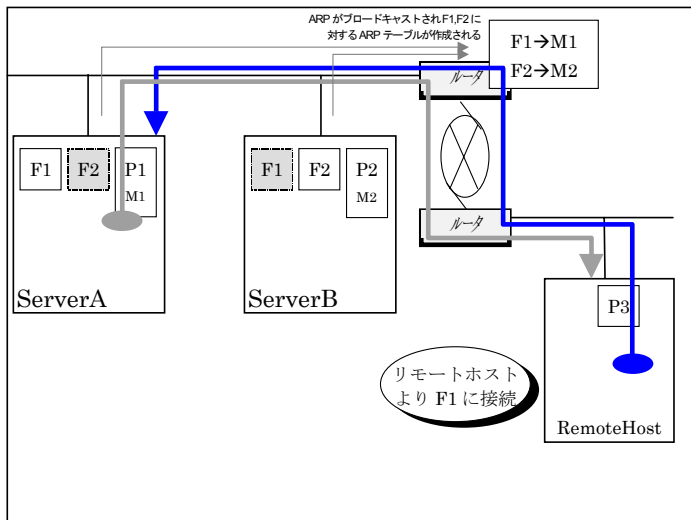 ARP がブロードキャストされ F1,F2 に
対する ARP テーブルが作成される
F1→M1
F2→M2
ルータ
F1
F2
P1
M1
ServerA
F1
F2
P2
M2
ServerB
ルータ
P3
RemoteHost
リモートホスト
より F1 に接続